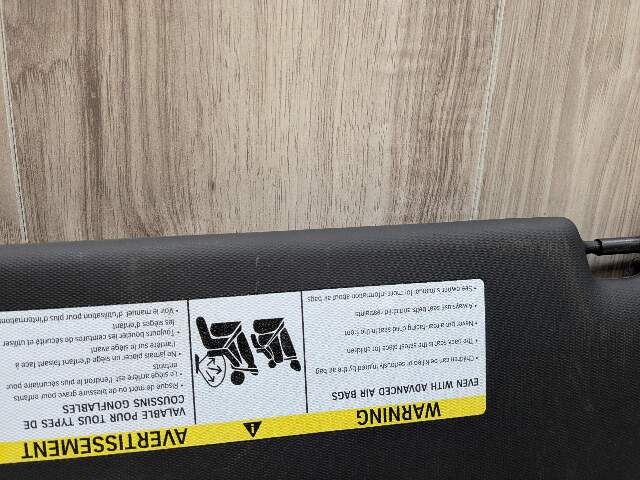 WARNING
EVEN WITH ADVANCED AIR BAGS
• Children can be killed or seriously injured by the air bag
• The back seat is the safest place for children
• Never put a rear-facing child seat in the front
• Always use seat belts and child restraints
• See owner's manual for more information about air bags
AVERTISSEMENT
VALABLE POUR TOUS TYPES DE
COUSSINS GONFLABLES
• Risque de mort ou de blessure grave pour enfants
• Le siège arrière est l'endroit le plus sécuritaire pour
enfants
• Ne jamais placer un siège d'enfant faisant face à
l'arrière sur le siège avant
• Toujours boucler les ceintures de sécurité et utiliser
les sièges d'enfant
• Voir le manuel d'utilisation pour plus d'informations